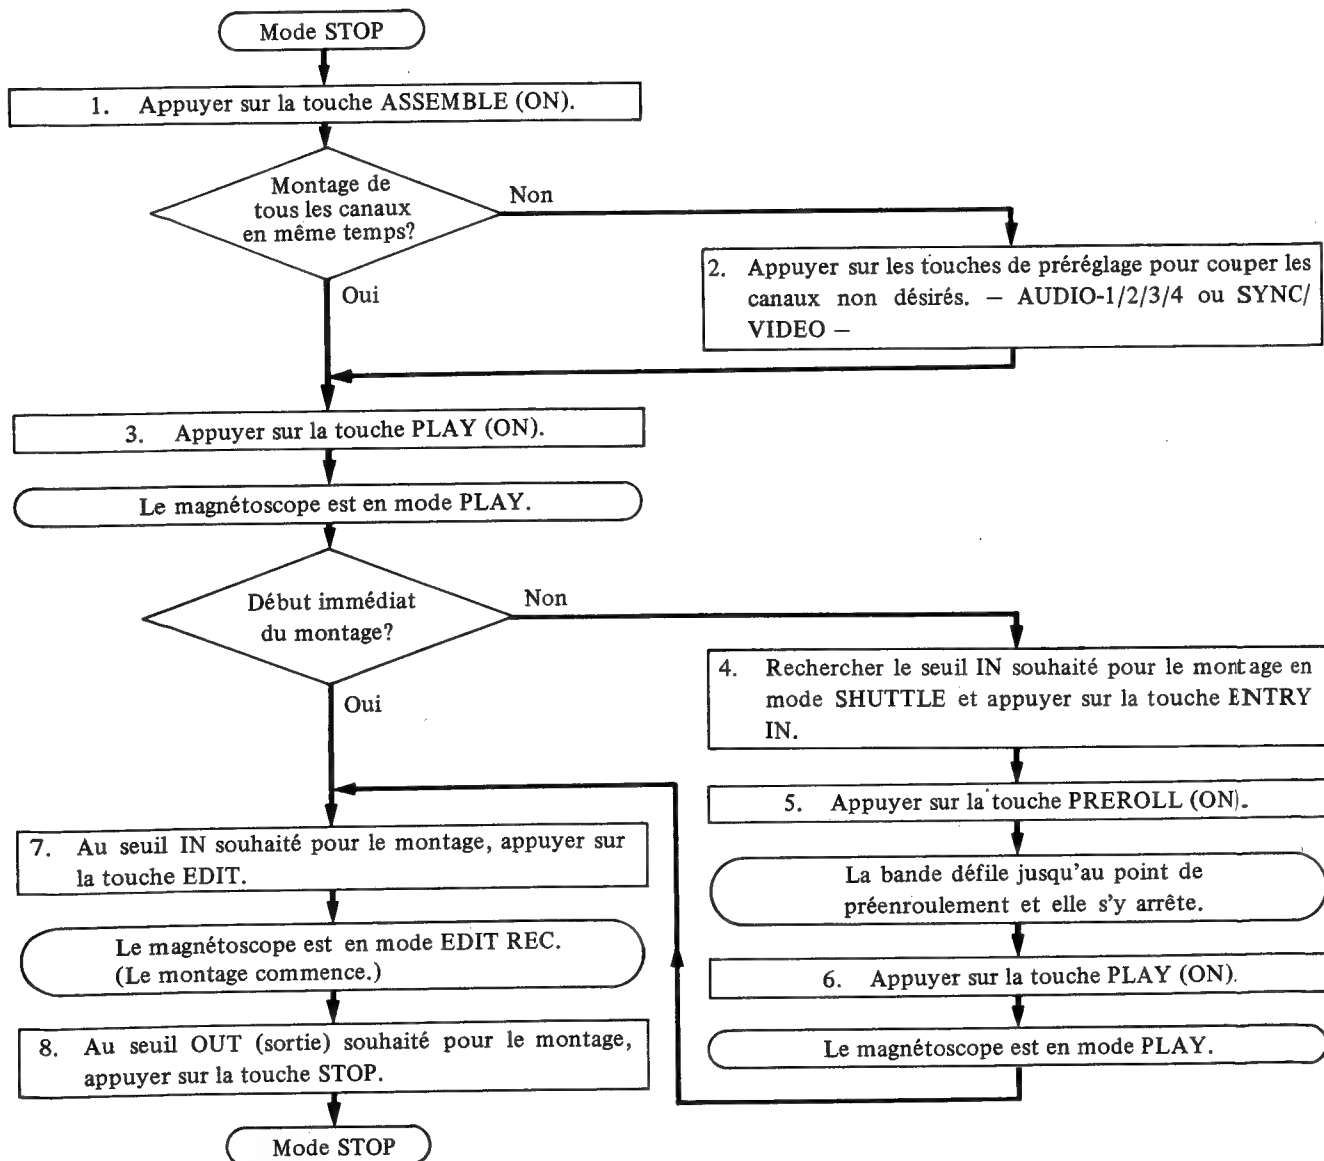 Mode STOP
1. Appuyer sur la touche ASSEMBLE (ON).
Montage de
tous les canaux
en même temps?
Non
Oui
2. Appuyer sur les touches de préréglage pour couper les
canaux non désirés. – AUDIO-1/2/3/4 ou SYNC/
VIDEO –
3. Appuyer sur la touche PLAY (ON).
Le magnétoscope est en mode PLAY.
Début immédiat
du montage?
Non
Oui
4. Rechercher le seuil IN souhaité pour le montage en
mode SHUTTLE et appuyer sur la touche ENTRY
IN.
5. Appuyer sur la touche PREROLL (ON).
La bande défile jusqu'au point de
préenroulement et elle s'y arrête.
6. Appuyer sur la touche PLAY (ON).
Le magnétoscope est en mode PLAY.
7. Au seuil IN souhaité pour le montage, appuyer sur
la touche EDIT.
Le magnétoscope est en mode EDIT REC.
(Le montage commence.)
8. Au seuil OUT (sortie) souhaité pour le montage,
appuyer sur la touche STOP.
Mode STOP